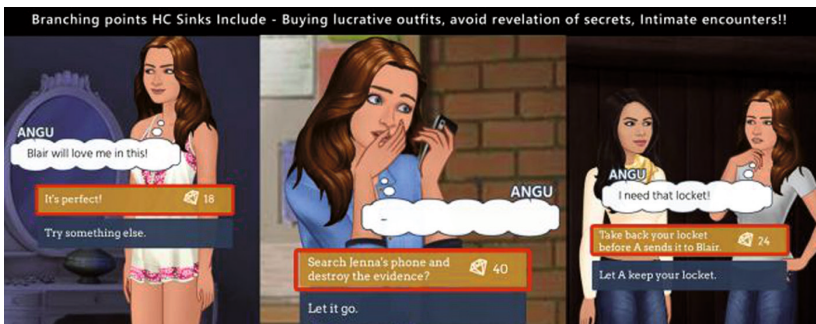 Branching points HC Sinks Include - Buying lucrative outfits, avoid revelation of secrets, Intimate encounters!!
ANGU
Blair will love me in this!
It's perfect! 18
Try something else.
ANGU
-
Search Jenna's phone and
destroy the evidence? 40
Let it go.
ANGU
I need that locket!
Take back your locket
before A sends it to Blair. 24
Let A keep your locket.